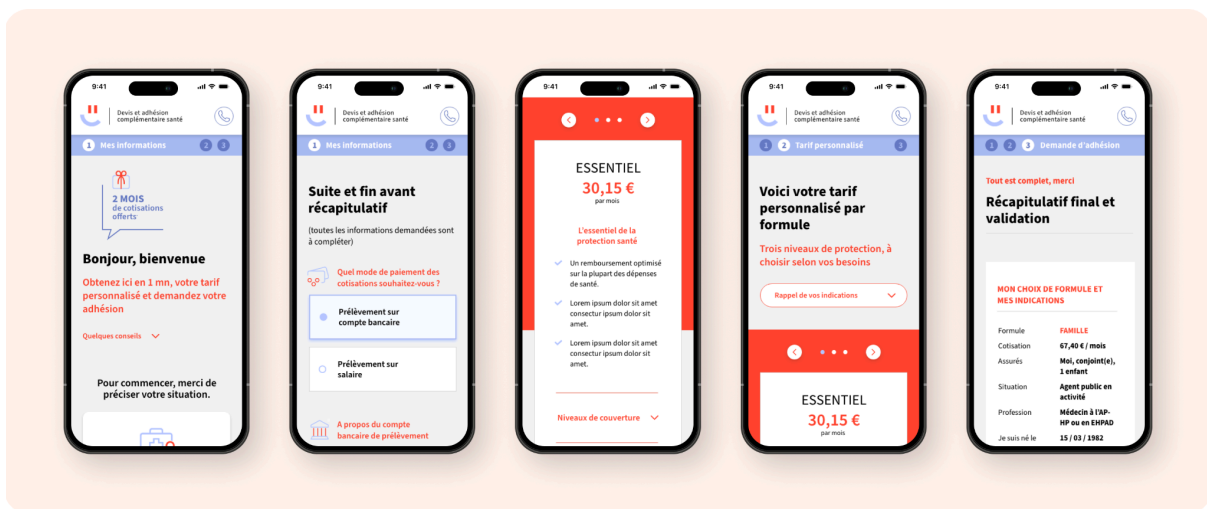 9:41
Devis et adhésion
complémentaire santé
1 Mes informations 2 3
2 MOIS
de cotisations
offerts
Bonjour, bienvenue
Obtenez ici en 1 mn, votre tarif
personnalisé et demandez votre
adhésion
Quelques conseils
Pour commencer, merci de
préciser votre situation.
9:41
Devis et adhésion
complémentaire santé
1 Mes informations 2 3
Suite et fin avant
récapitulatif
(toutes les informations demandées sont
à compléter)
Quel mode de paiement des
cotisations souhaitez-vous ?
Prélèvement sur
compte bancaire
Prélèvement sur
salaire
A propos du compte
bancaire de prélèvement
9:41
ESSENTIEL
30,15 €
par mois
L'essentiel de la
protection santé
Un remboursement optimisé
sur la plupart des dépenses
de santé.
Lorem ipsum dolor sit amet
consectur ipsum dolor sit
amet.
Lorem ipsum dolor sit amet
consectur ipsum dolor sit
amet.
Niveaux de couverture
9:41
Devis et adhésion
complémentaire santé
1 2 Tarif personnalisé 3
Voici votre tarif
personnalisé par
formule
Trois niveaux de protection, à
choisir selon vos besoins
Rappel de vos indications
ESSENTIEL
30,15 €
par mois
9:41
Devis et adhésion
complémentaire santé
1 2 3 Demande d'adhésion
Tout est complet, merci
Récapitulatif final et
validation
MON CHOIX DE FORMULE ET
MES INDICATIONS
Formule FAMILLE
Cotisation 67,40 € / mois
Assurés Moi, conjoint(e),
1 enfant
Situation Agent public en
activité
Profession Médecin à l'AP-
HP ou en EHPAD
Je suis né le 15 / 03 / 1982